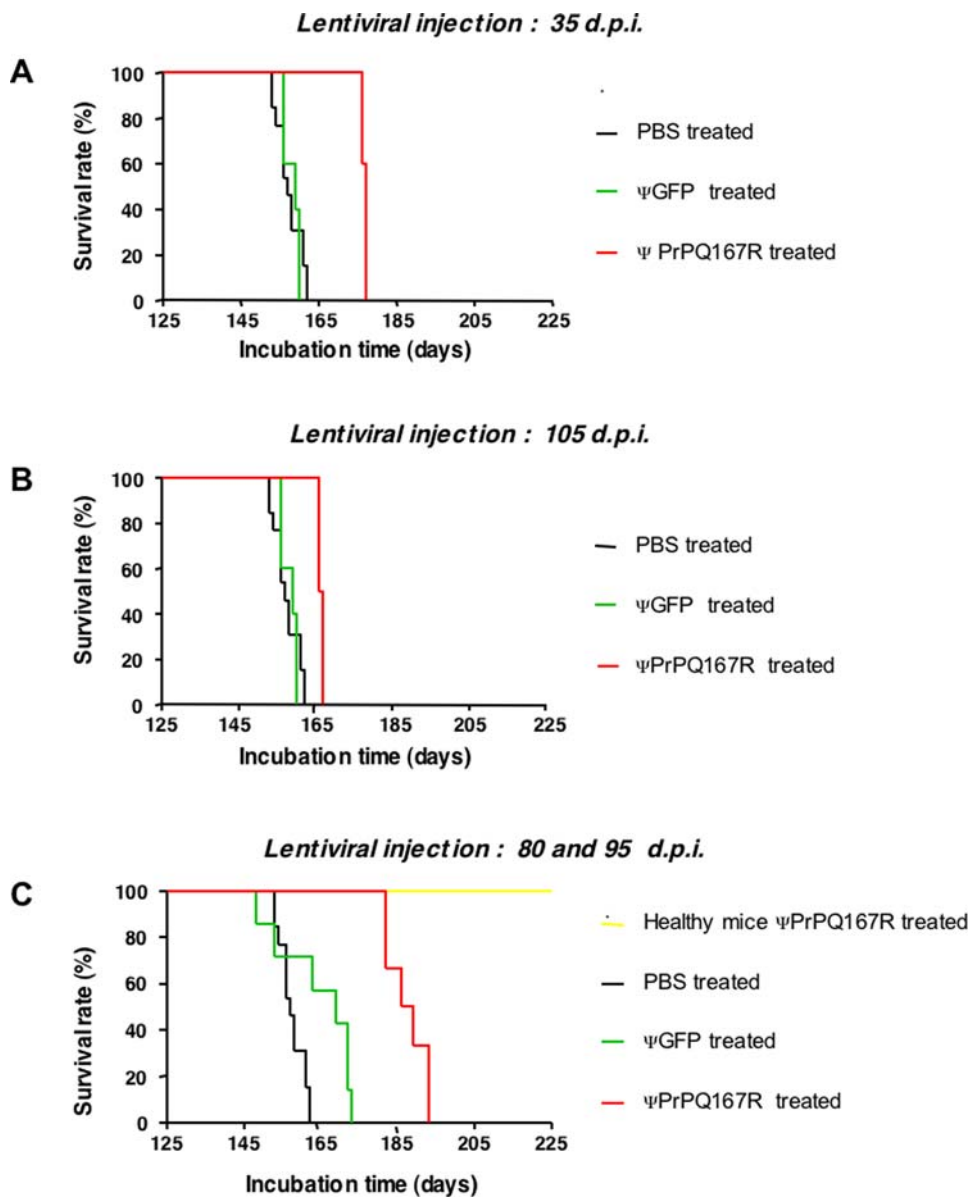 Lentiviral injection : 35 d.p.i.
A
Survival rate (%)
100
80
60
40
20
0
125 145 165 185 205 225
Incubation time (days)
PBS treated
ΨGFP treated
Ψ PrPQ167R treated
Lentiviral injection : 105 d.p.i.
B
Survival rate (%)
100
80
60
40
20
0
125 145 165 185 205 225
Incubation time (days)
PBS treated
ΨGFP treated
ΨPrPQ167R treated
Lentiviral injection : 80 and 95 d.p.i.
C
Survival rate (%)
100
80
60
40
20
0
125 145 165 185 205 225
Incubation time (days)
Healthy mice ΨPrPQ167R treated
PBS treated
ΨGFP treated
ΨPrPQ167R treated